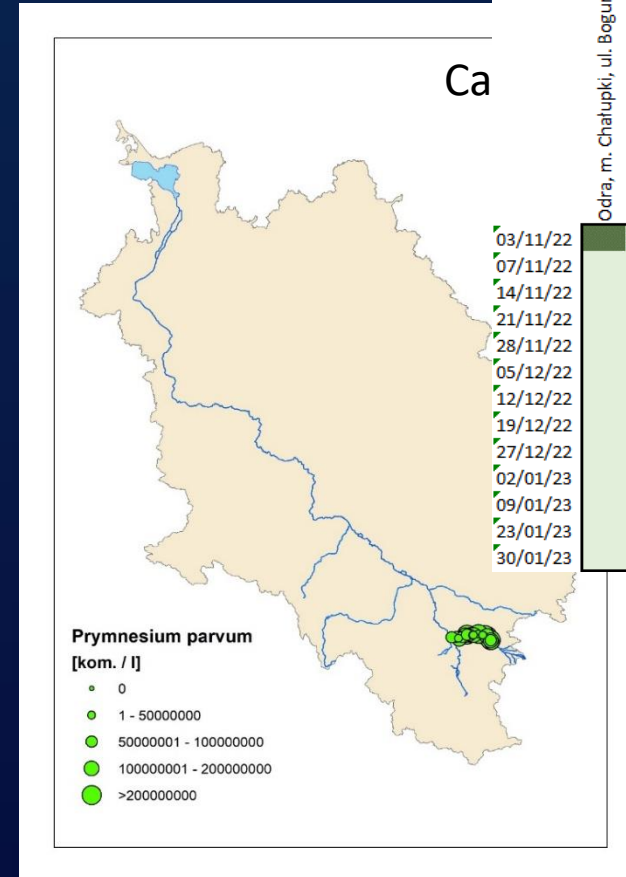 Ca
Odra, m. Chałupki, ul.
03/11/22
07/11/22
14/11/22
21/11/22
28/11/22
05/12/22
12/12/22
19/12/22
27/12/22
02/01/23
09/01/23
23/01/23
30/01/23
Prymnesium parvum
[kom. / l]
0
1 - 50000000
50000001 - 100000000
100000001 - 200000000
>200000000